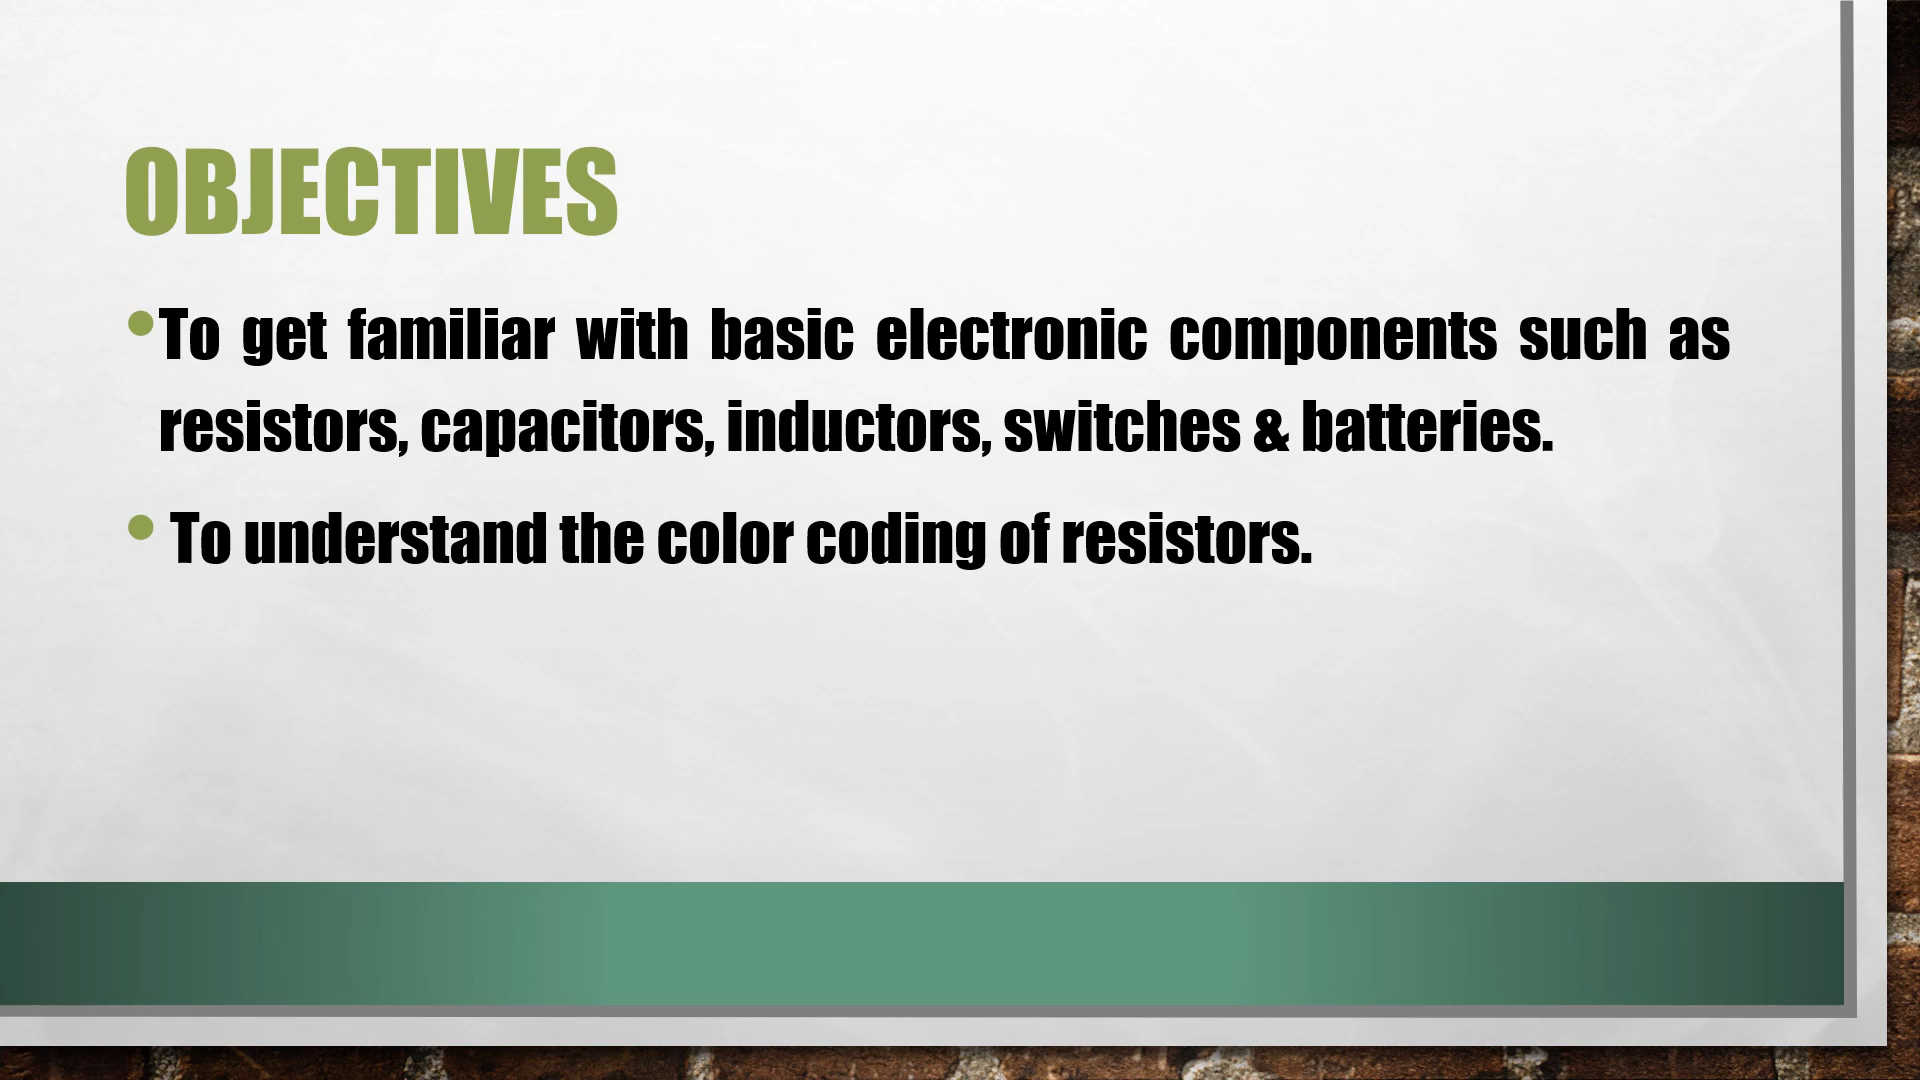 OBJECTIVES
•To get familiar with basic electronic components such as
resistors, capacitors, inductors, switches & batteries.
• To understand the color coding of resistors.